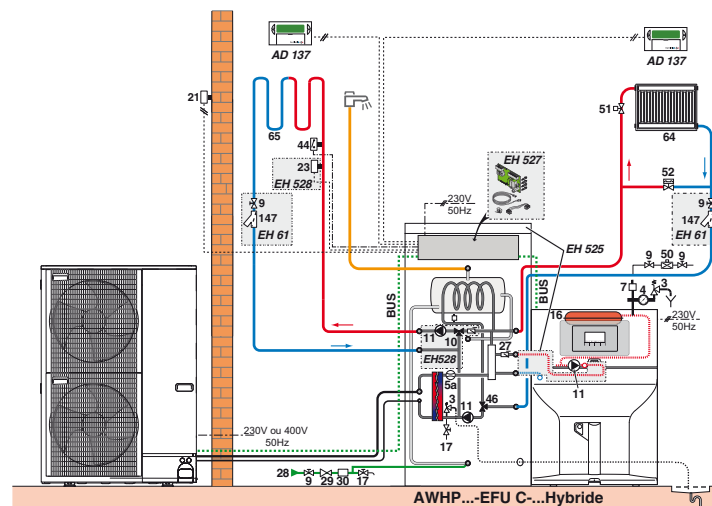 AD 137
AD 137
21
65
44
23
EH 528
9
147
EH 61
51
64
52
9
147
EH 61
EH 527
230V
50Hz
EH 525
9 50 9
7 4 3
16
230V
50Hz
BUS
BUS
11 10
27
EH528
5a
3
11
46
11
17
230V ou 400V
50Hz
28 9 29 30 17
AWHP...-EFU C-...Hybride